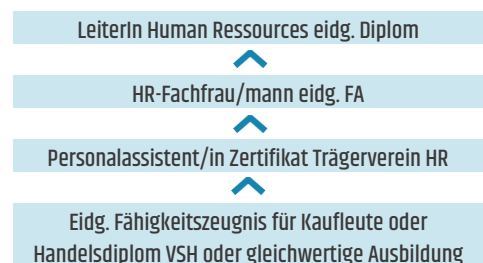 LeiterIn Human Ressources eidg. Diplom
HR-Fachfrau/mann eidg. FA
Personalassistent/in Zertifikat Trägerverein HR
Eidg. Fähigkeitszeugnis für Kaufleute oder
Handelsdiplom VSH oder gleichwertige Ausbildung